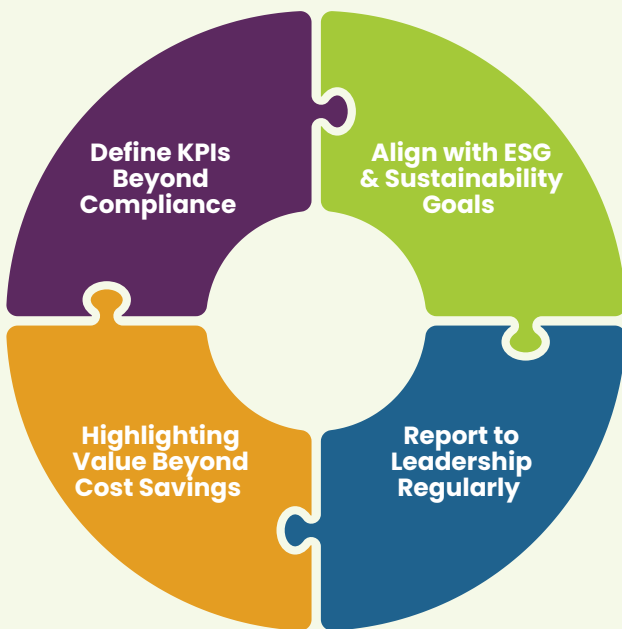 Define KPIs
Beyond
Compliance
Align with ESG
& Sustainability
Goals
Highlighting
Value Beyond
Cost Savings
Report to
Leadership
Regularly